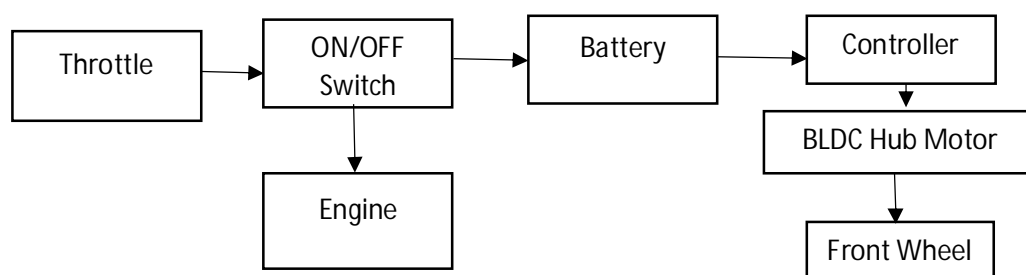 Throttle
ON/OFF
Switch
Battery
Controller
BLDC Hub Motor
Engine
Front Wheel